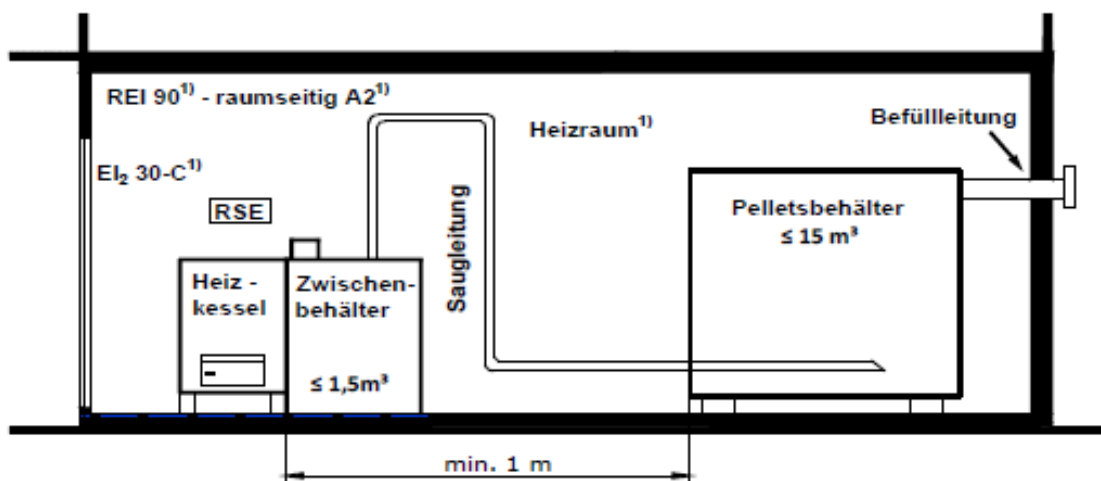 REI 90¹⁾ - raumseitig A2¹⁾
Heizraum¹⁾
Befüllleitung
EI₂ 30-C¹⁾
RSE
Saugleitung
Pelletsbehälter
≤ 15 m³
Heiz -
kessel
Zwischen-
behälter
≤ 1,5m³
min. 1 m